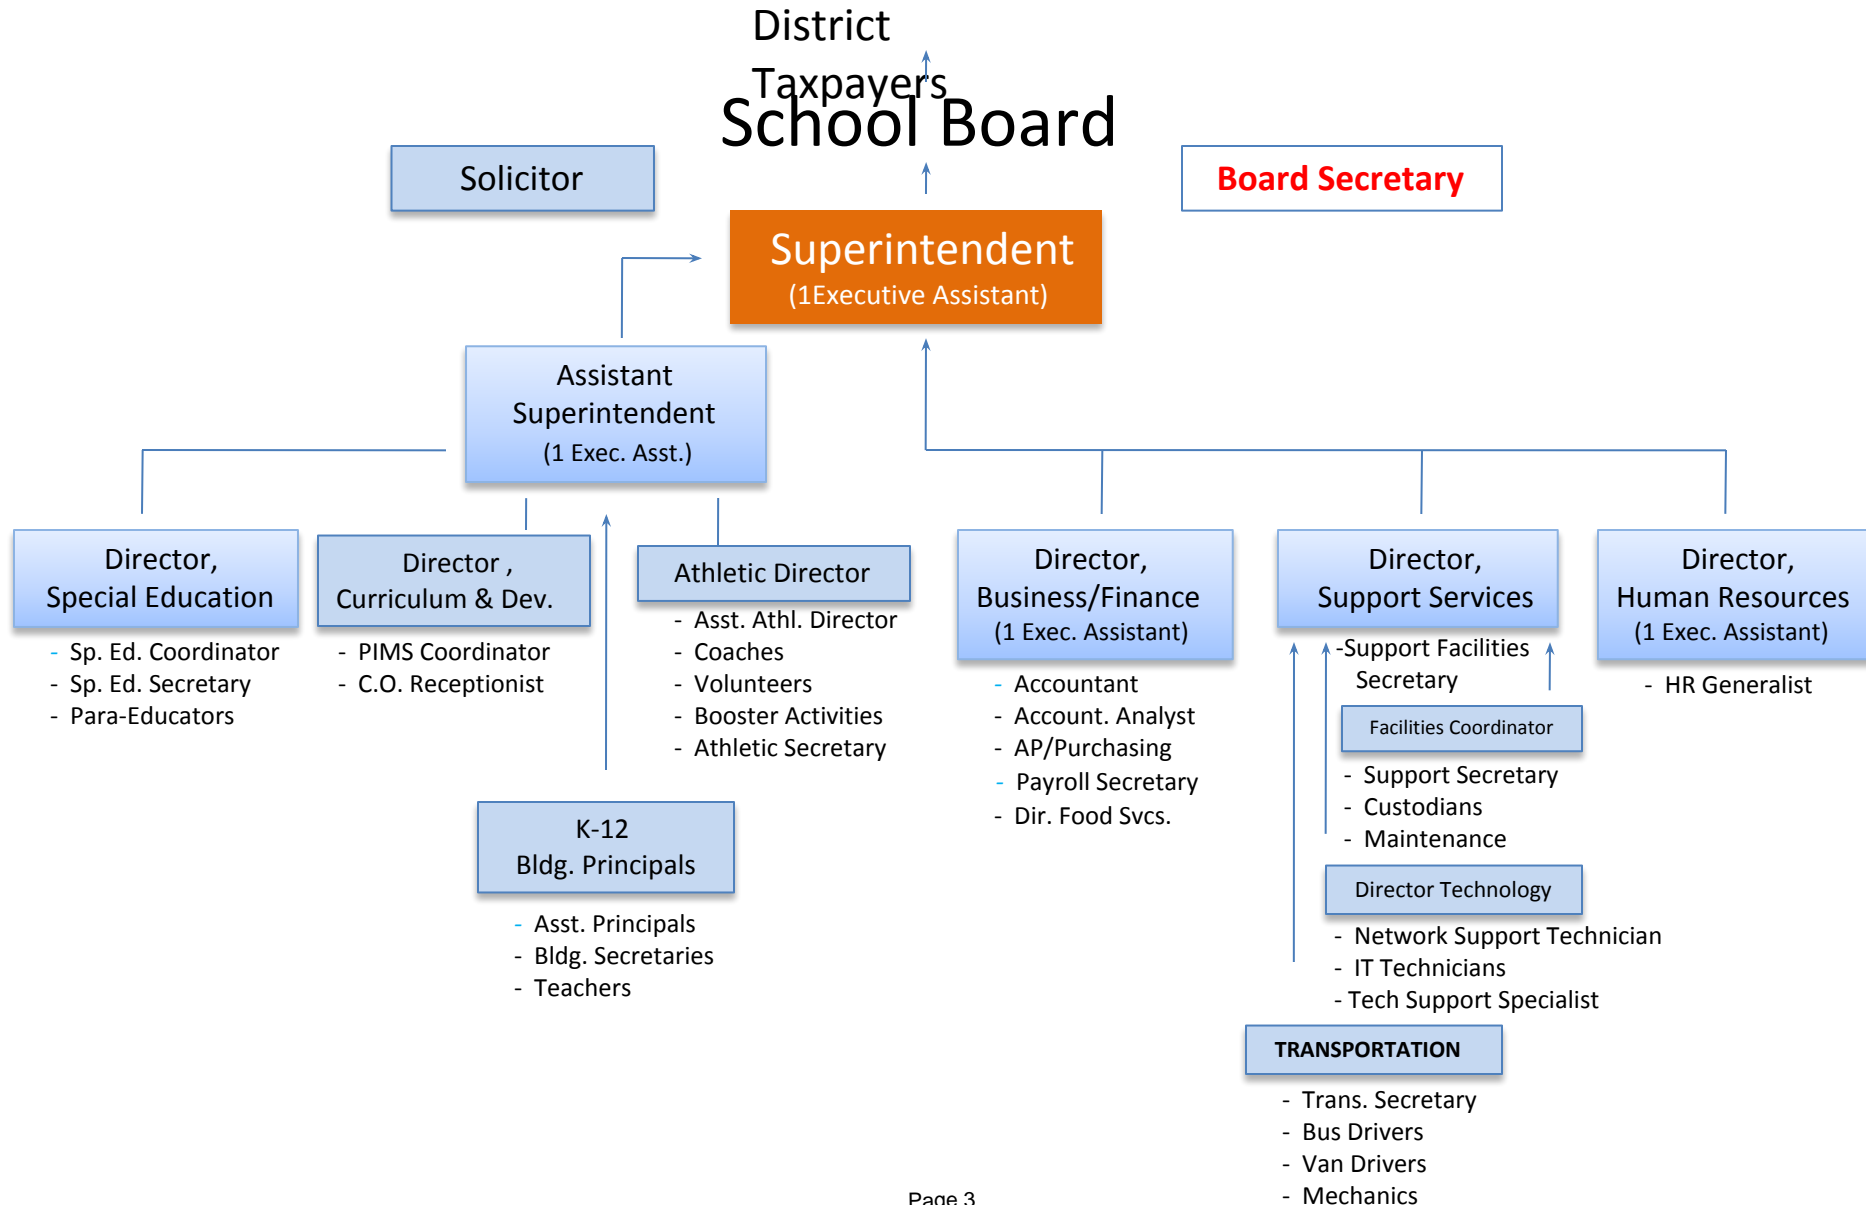 District
Taxpayers
School Board
Solicitor
Board Secretary
Superintendent
(1Executive Assistant)
Assistant
Superintendent
(1 Exec. Asst.)
Director,
Special Education
- Sp. Ed. Coordinator
- Sp. Ed. Secretary
- Para-Educators
Director ,
Curriculum & Dev.
- PIMS Coordinator
- C.O. Receptionist
Athletic Director
- Asst. Athl. Director
- Coaches
- Volunteers
- Booster Activities
- Athletic Secretary
K-12
Bldg. Principals
- Asst. Principals
- Bldg. Secretaries
- Teachers
Director,
Business/Finance
(1 Exec. Assistant)
- Accountant
- Account. Analyst
- AP/Purchasing
- Payroll Secretary
- Dir. Food Svcs.
Director,
Support Services
-Support Facilities
Secretary
Facilities Coordinator
- Support Secretary
- Custodians
- Maintenance
Director Technology
- Network Support Technician
- IT Technicians
- Tech Support Specialist
TRANSPORTATION
- Trans. Secretary
- Bus Drivers
- Van Drivers
- Mechanics
Director,
Human Resources
(1 Exec. Assistant)
- HR Generalist
Page 3